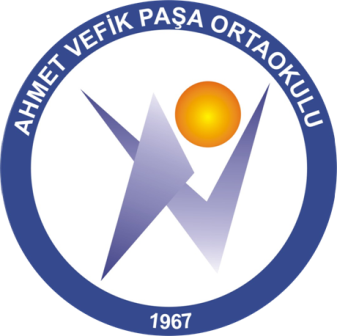 AHMET VEFİK PAŞA ORTAOKULU
1967